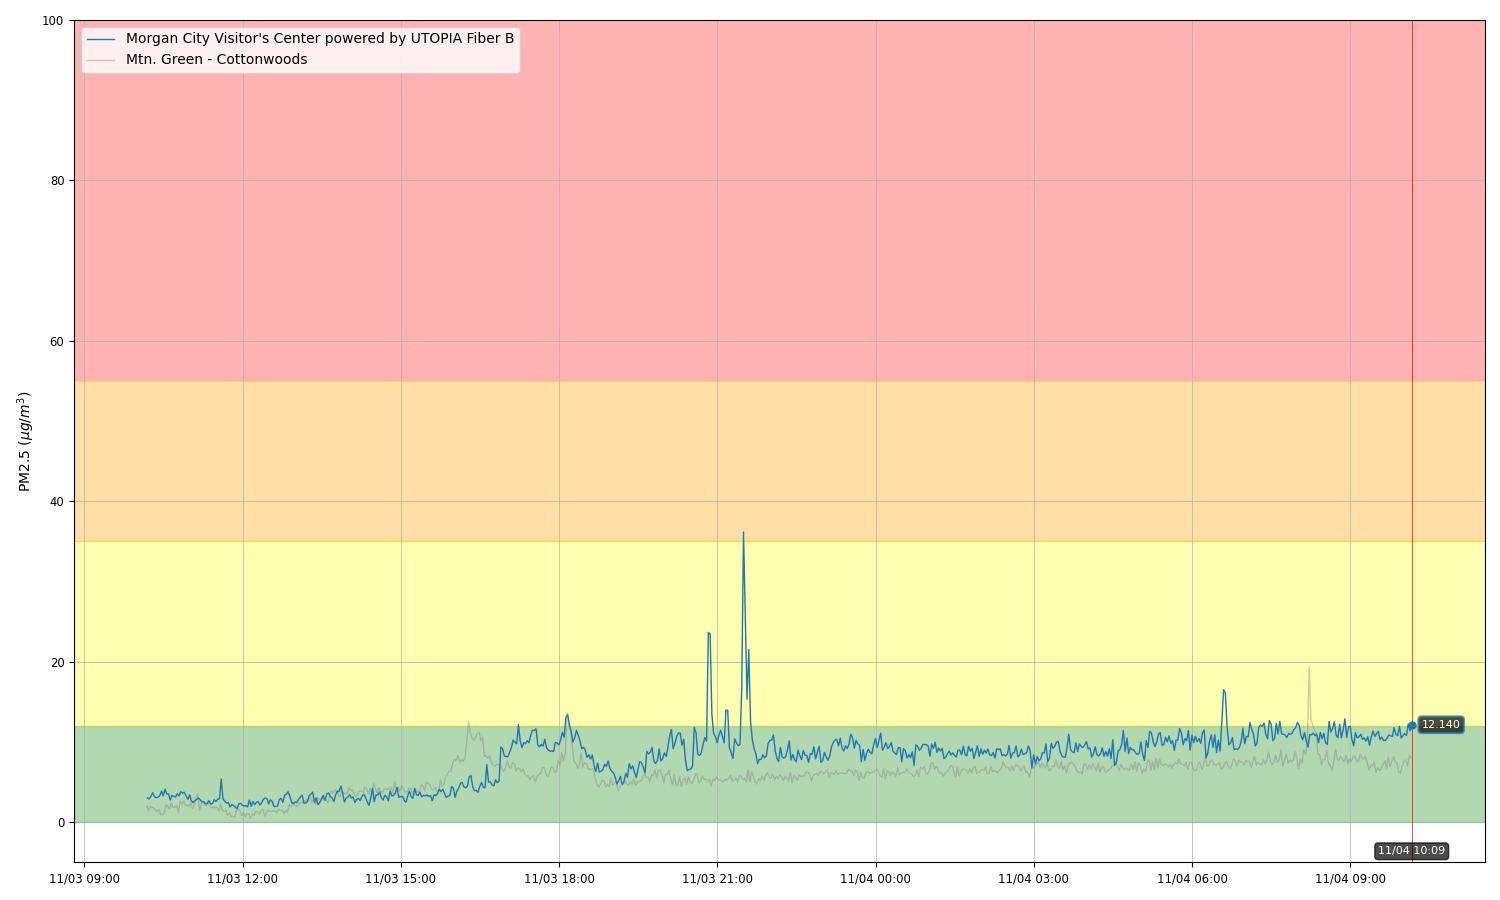 100
Morgan City Visitor's Center powered by UTOPIA Fiber B
Mtn. Green - Cottonwoods
80
60
PM2.5 (µg/m³)
40
20
12.140
0
11/04 10:09
11/03 09:00 11/03 12:00 11/03 15:00 11/03 18:00 11/03 21:00 11/04 00:00 11/04 03:00 11/04 06:00 11/04 09:00